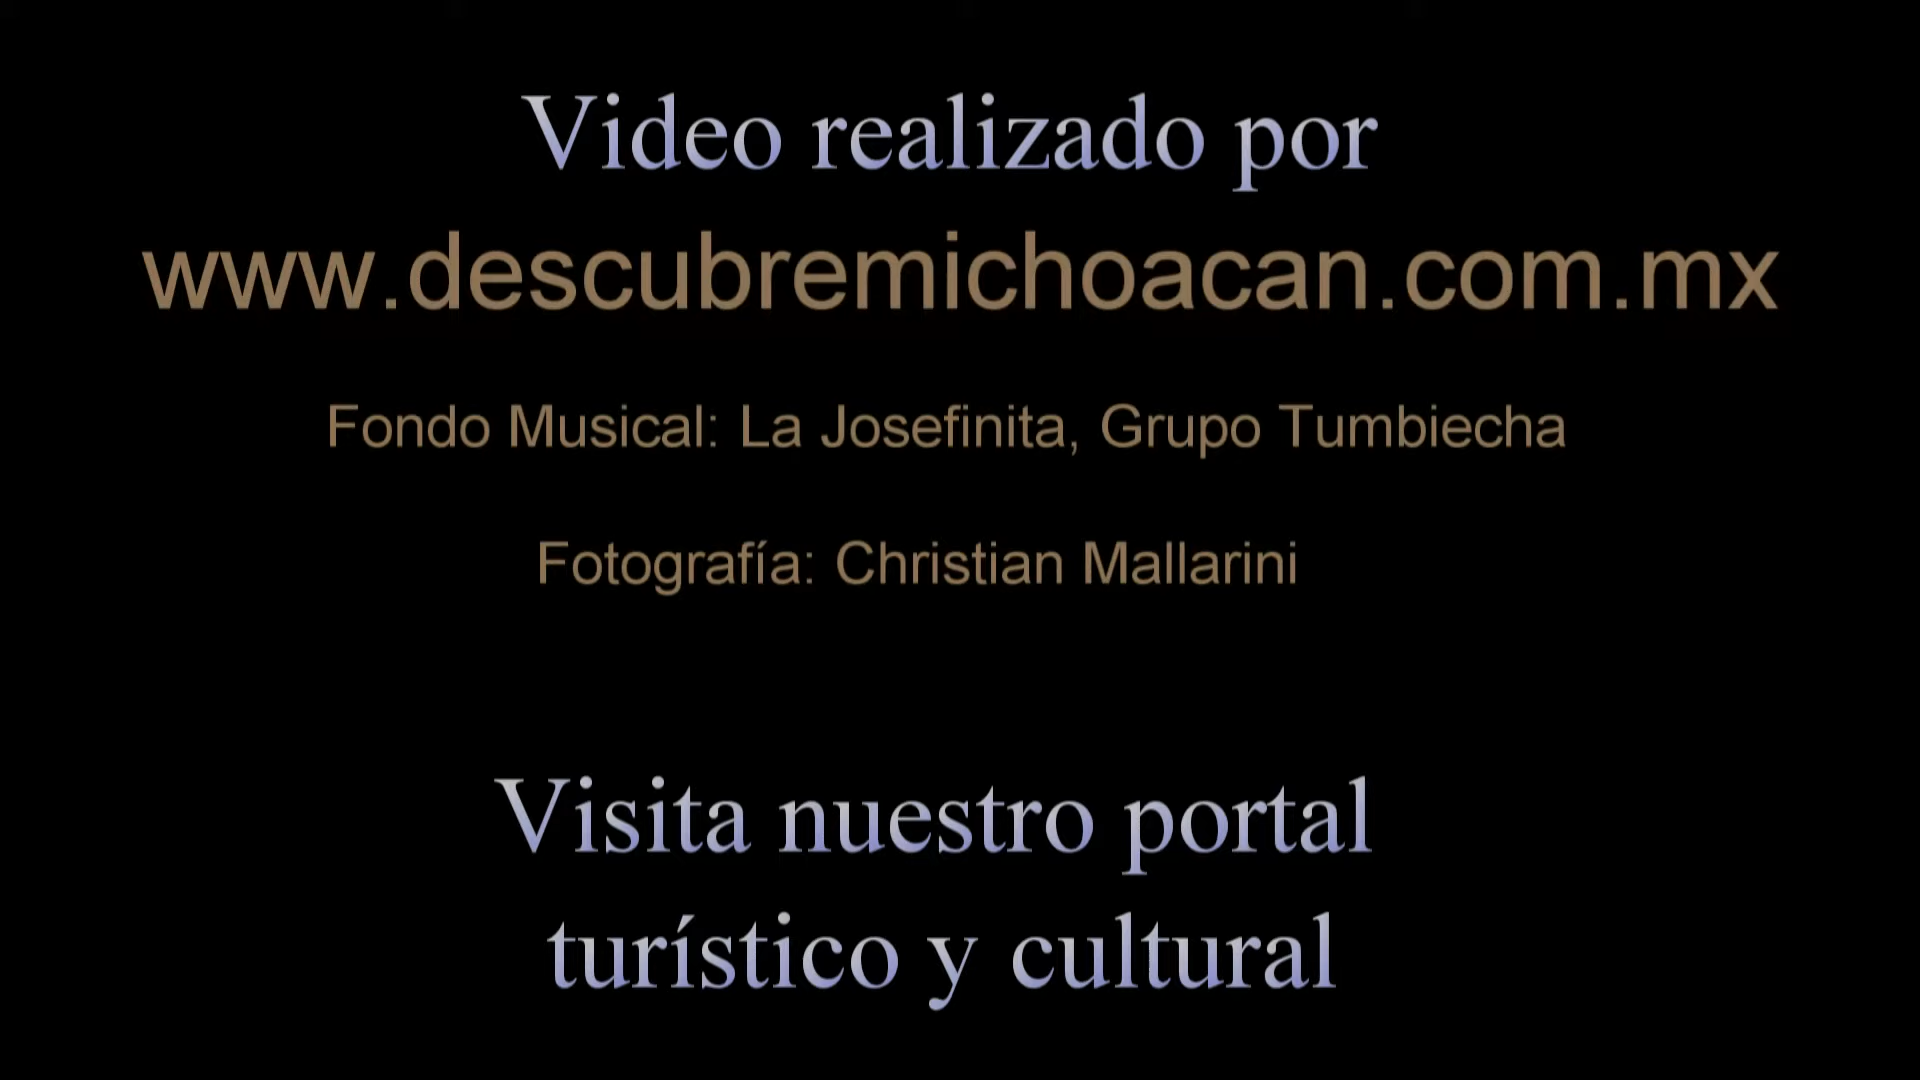 Video realizado por
www.descubremichoacan.com.mx
Fondo Musical: La Josefinita, Grupo Tumbiecha
Fotografía: Christian Mallarini
Visita nuestro portal
turístico y cultural